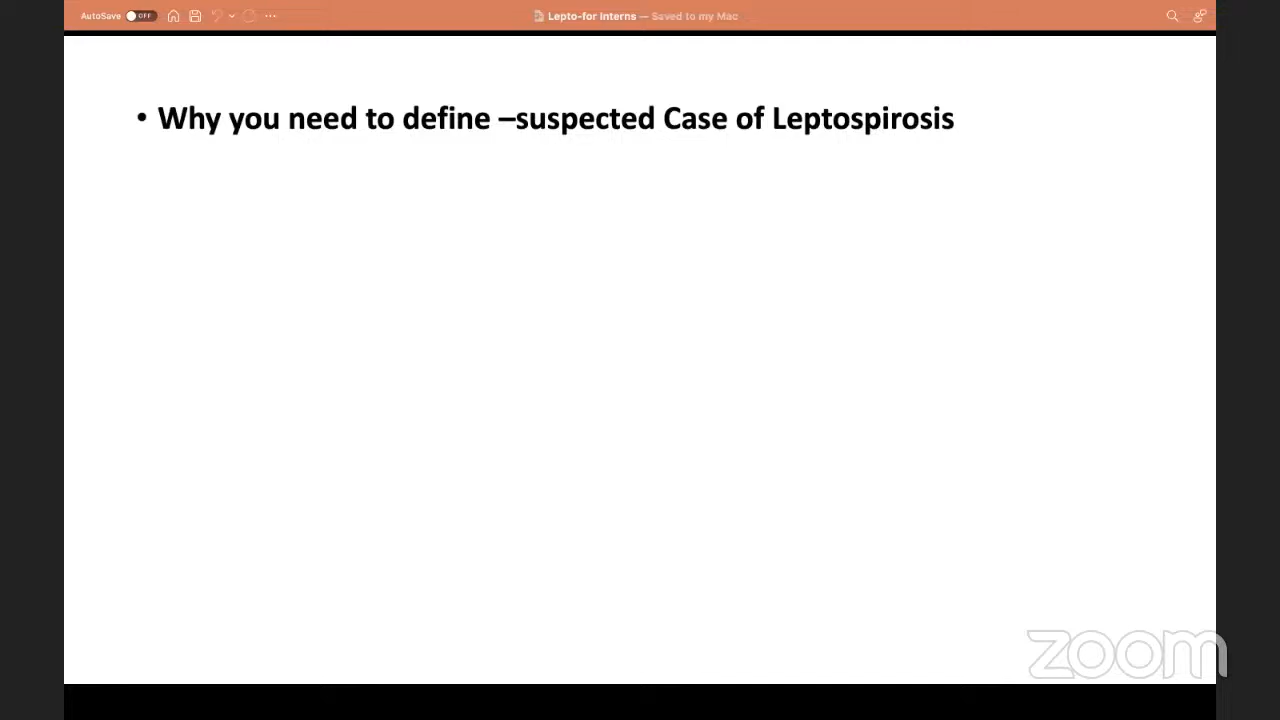 AutoSave OFF
Lepto-for Interns — Saved to my Mac
• Why you need to define –suspected Case of Leptospirosis
zoom